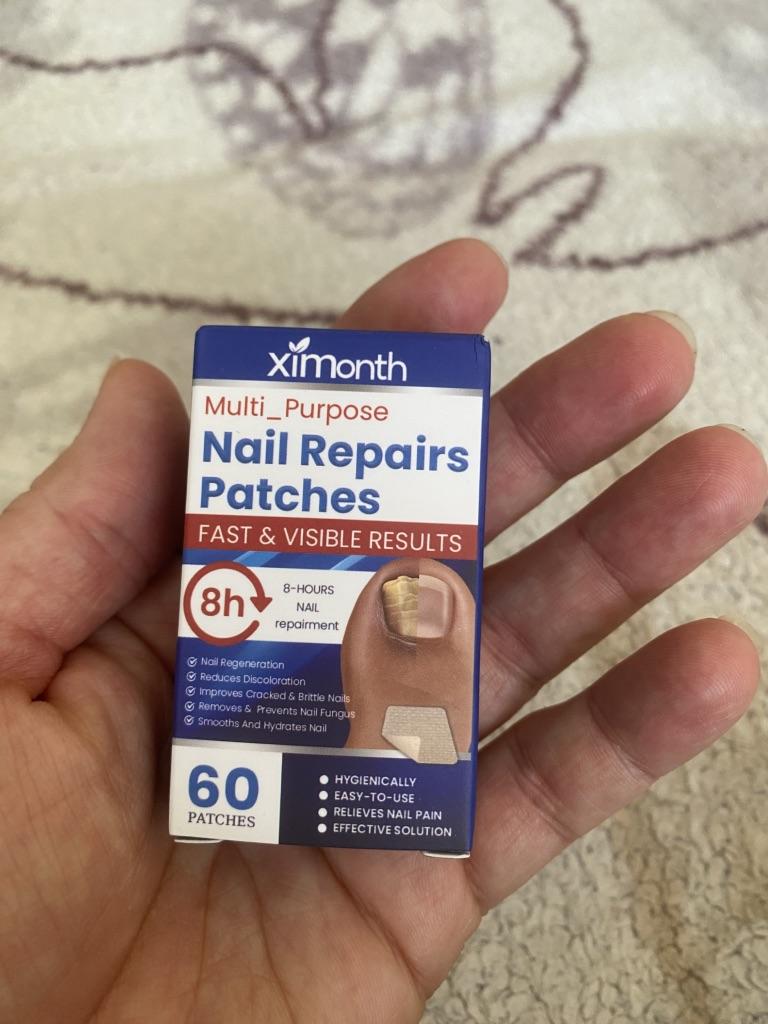 ximonth
Multi_Purpose
Nail Repairs
Patches
FAST & VISIBLE RESULTS
8h
8-HOURS
NAIL
repairment
Nail Regeneration
Reduces Discoloration
Improves Cracked & Brittle Nails
Removes & Prevents Nail Fungus
Smooths And Hydrates Nail
60
PATCHES
HYGIENICALLY
EASY-TO-USE
RELIEVES NAIL PAIN
EFFECTIVE SOLUTION